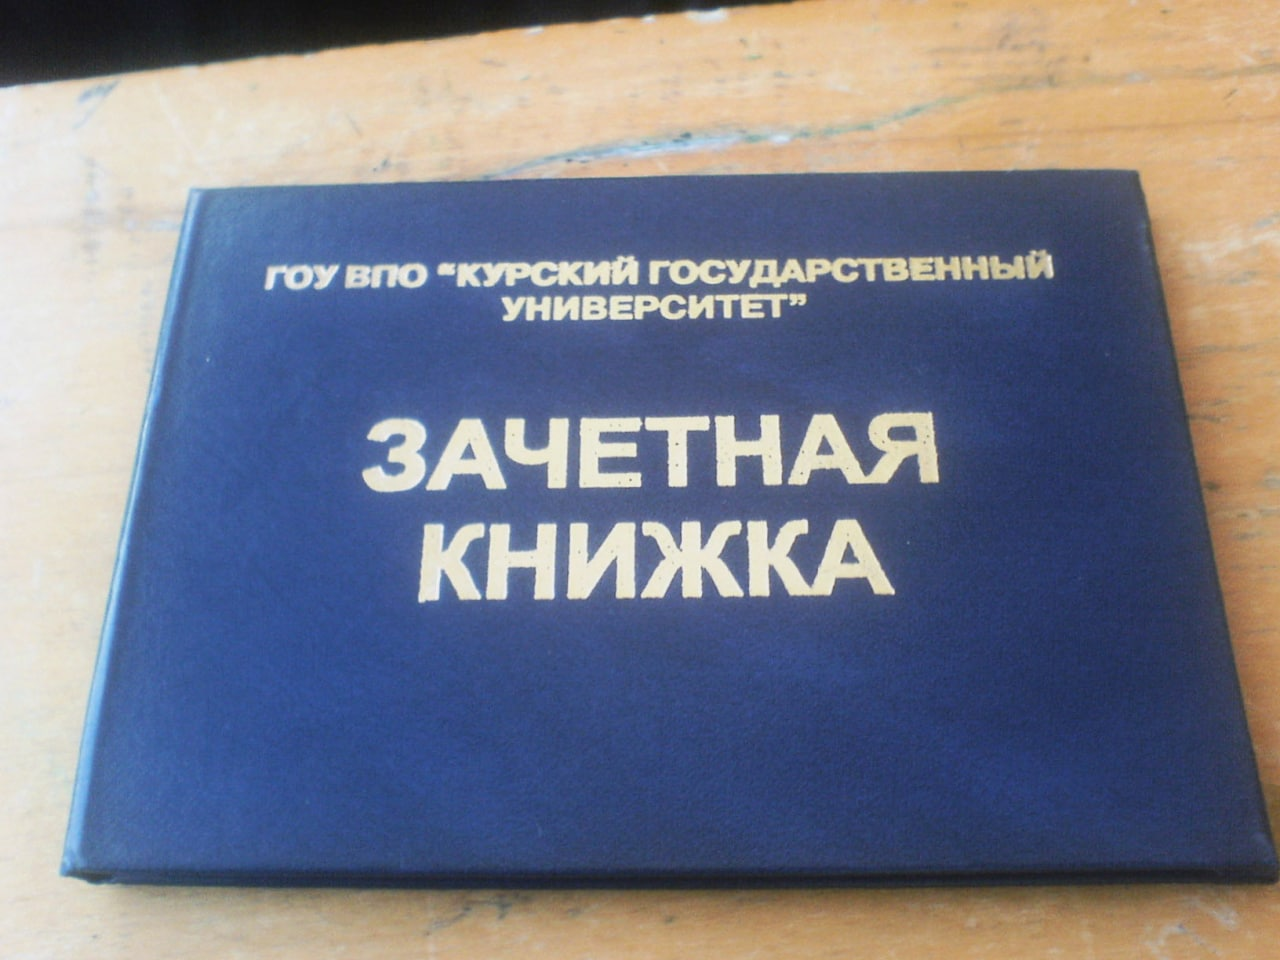 ГОУ ВПО “КУРСКИЙ ГОСУДАРСТВЕННЫЙ
УНИВЕРСИТЕТ”
ЗАЧЕТНАЯ
КНИЖКА